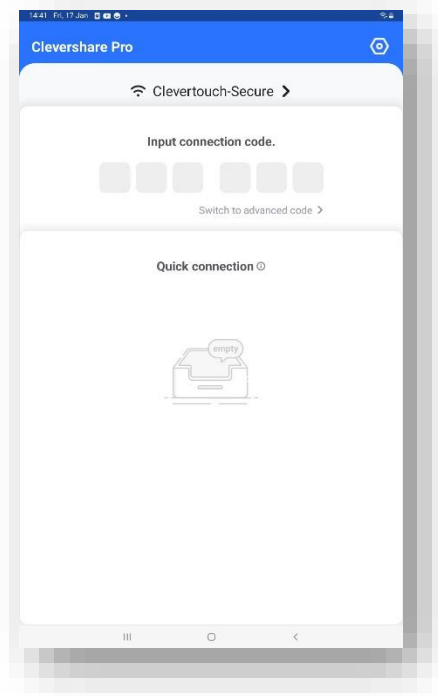 14:41 Fri, 17 Jan
Clevershare Pro
Clevertouch-Secure
Input connection code.
Switch to advanced code
Quick connection
empty